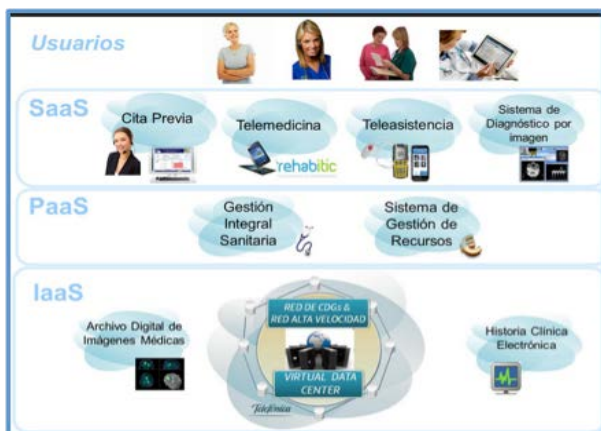 Usuarios
SaaS
Cita Previa
Telemedicina
rehabitic
Teleasistencia
Sistema de
Diagnóstico por
imagen
PaaS
Gestión
Integral
Sanitaria
Sistema de
Gestión de
Recursos
IaaS
Archivo Digital de
Imágenes Médicas
RED DE CDGs &
RED ALTA VELOCIDAD
VIRTUAL DATA
CENTER
Telefónica
Historia Clínica
Electrónica